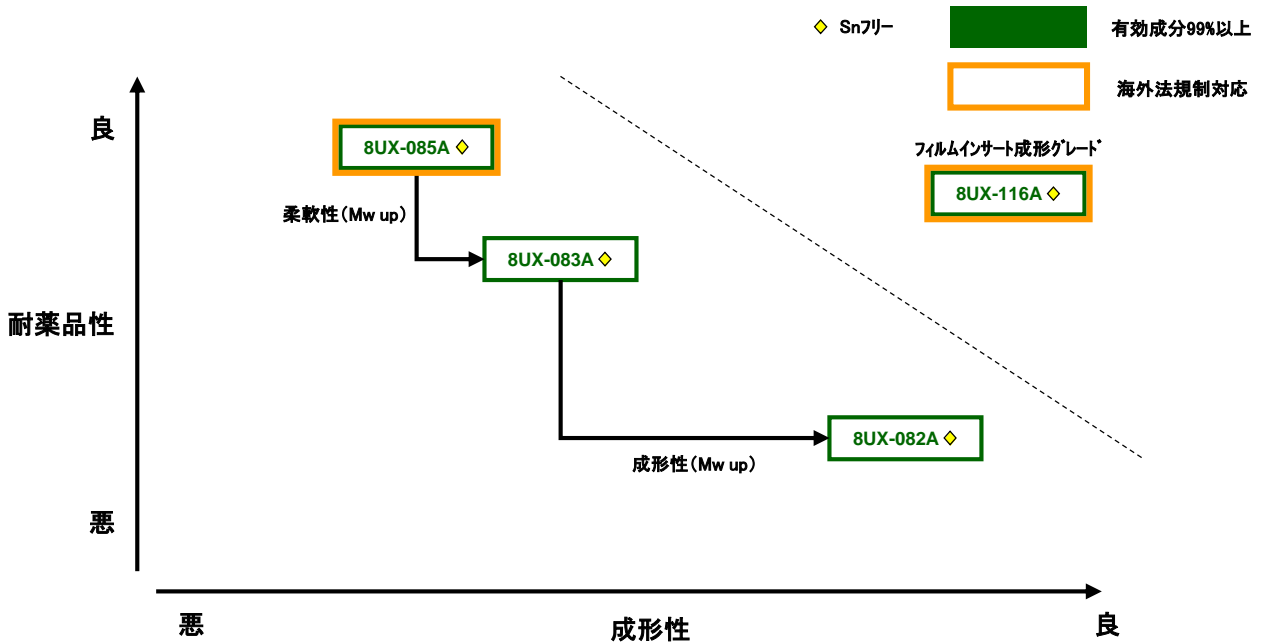 Snフリー
有効成分99%以上
海外法規制対応
良
8UX-085A
フィルムインサート成形グレード
8UX-116A
柔軟性(Mw up)
8UX-083A
耐薬品性
8UX-082A
成形性(Mw up)
悪
悪
成形性
良